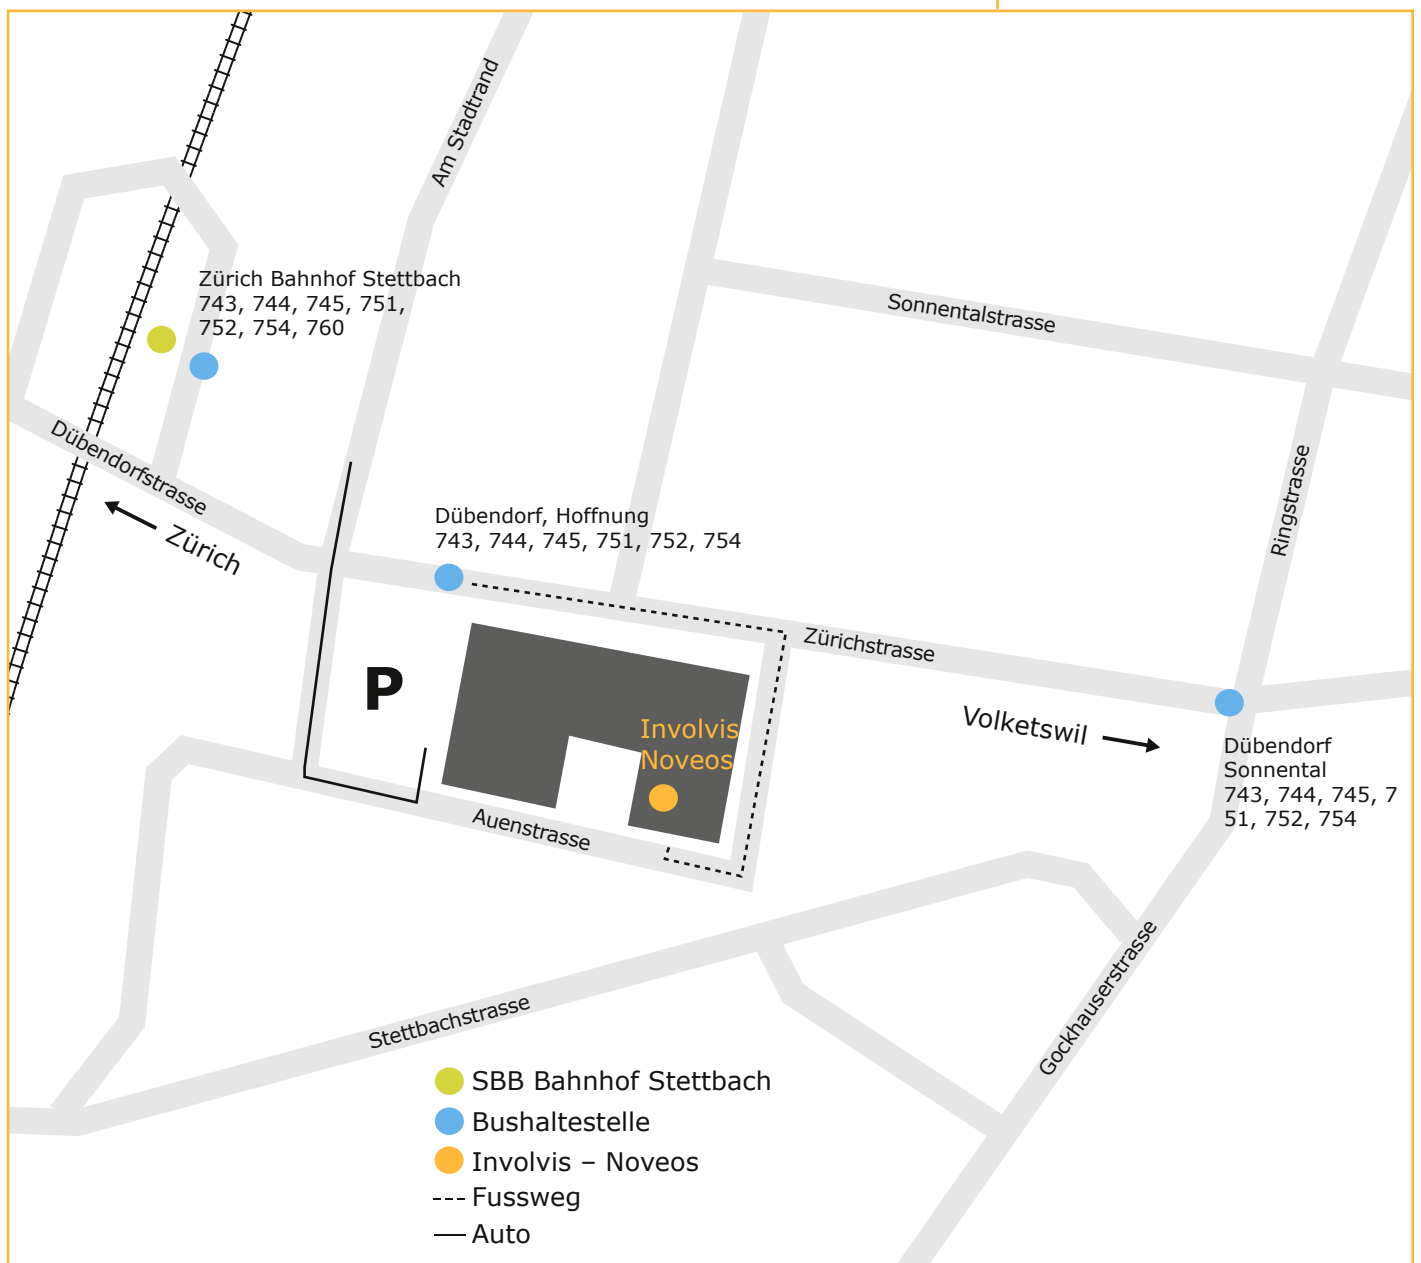 Am Stadtrand
Zürich Bahnhof Stettbach
743, 744, 745, 751,
752, 754, 760
Sonnentalstrasse
Dübendorfstrasse
Zürich
Ringstrasse
Dübendorf, Hoffnung
743, 744, 745, 751, 752, 754
Zürichstrasse
P
Involvis
Noveos
Volketswil
Dübendorf
Sonnental
743, 744, 745, 7
51, 752, 754
Auenstrasse
Stettbachstrasse
Gockhauserstrasse
SBB Bahnhof Stettbach
Bushaltestelle
Involvis – Noveos
Fussweg
Auto